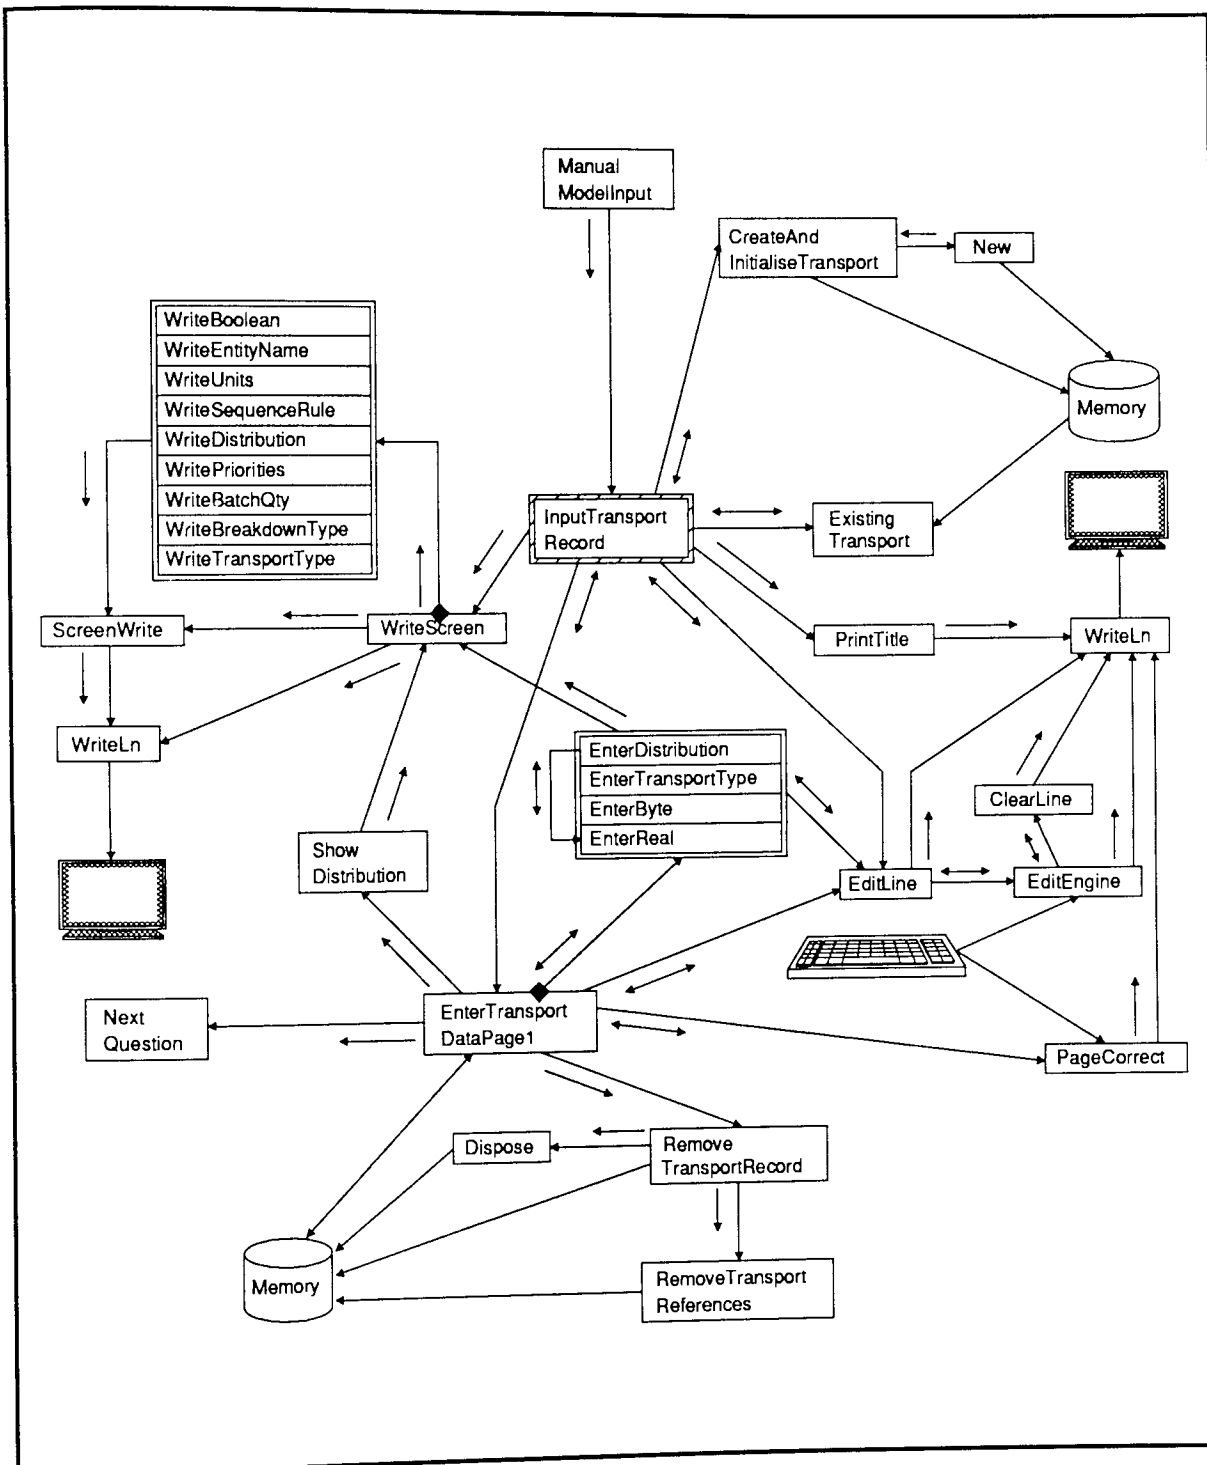 Manual
ModelInput
CreateAnd
InitialiseTransport
New
WriteBoolean
WriteEntityName
WriteUnits
WriteSequenceRule
WriteDistribution
WritePriorities
WriteBatchQty
WriteBreakdownType
WriteTransportType
Memory
InputTransport
Record
Existing
Transport
ScreenWrite
WriteScreen
PrintTitle
WriteLn
WriteLn
EnterDistribution
EnterTransportType
EnterByte
EnterReal
ClearLine
Show
Distribution
EditLine
EditEngine
Next
Question
EnterTransport
DataPage1
PageCorrect
Dispose
Remove
TransportRecord
Memory
RemoveTransport
References